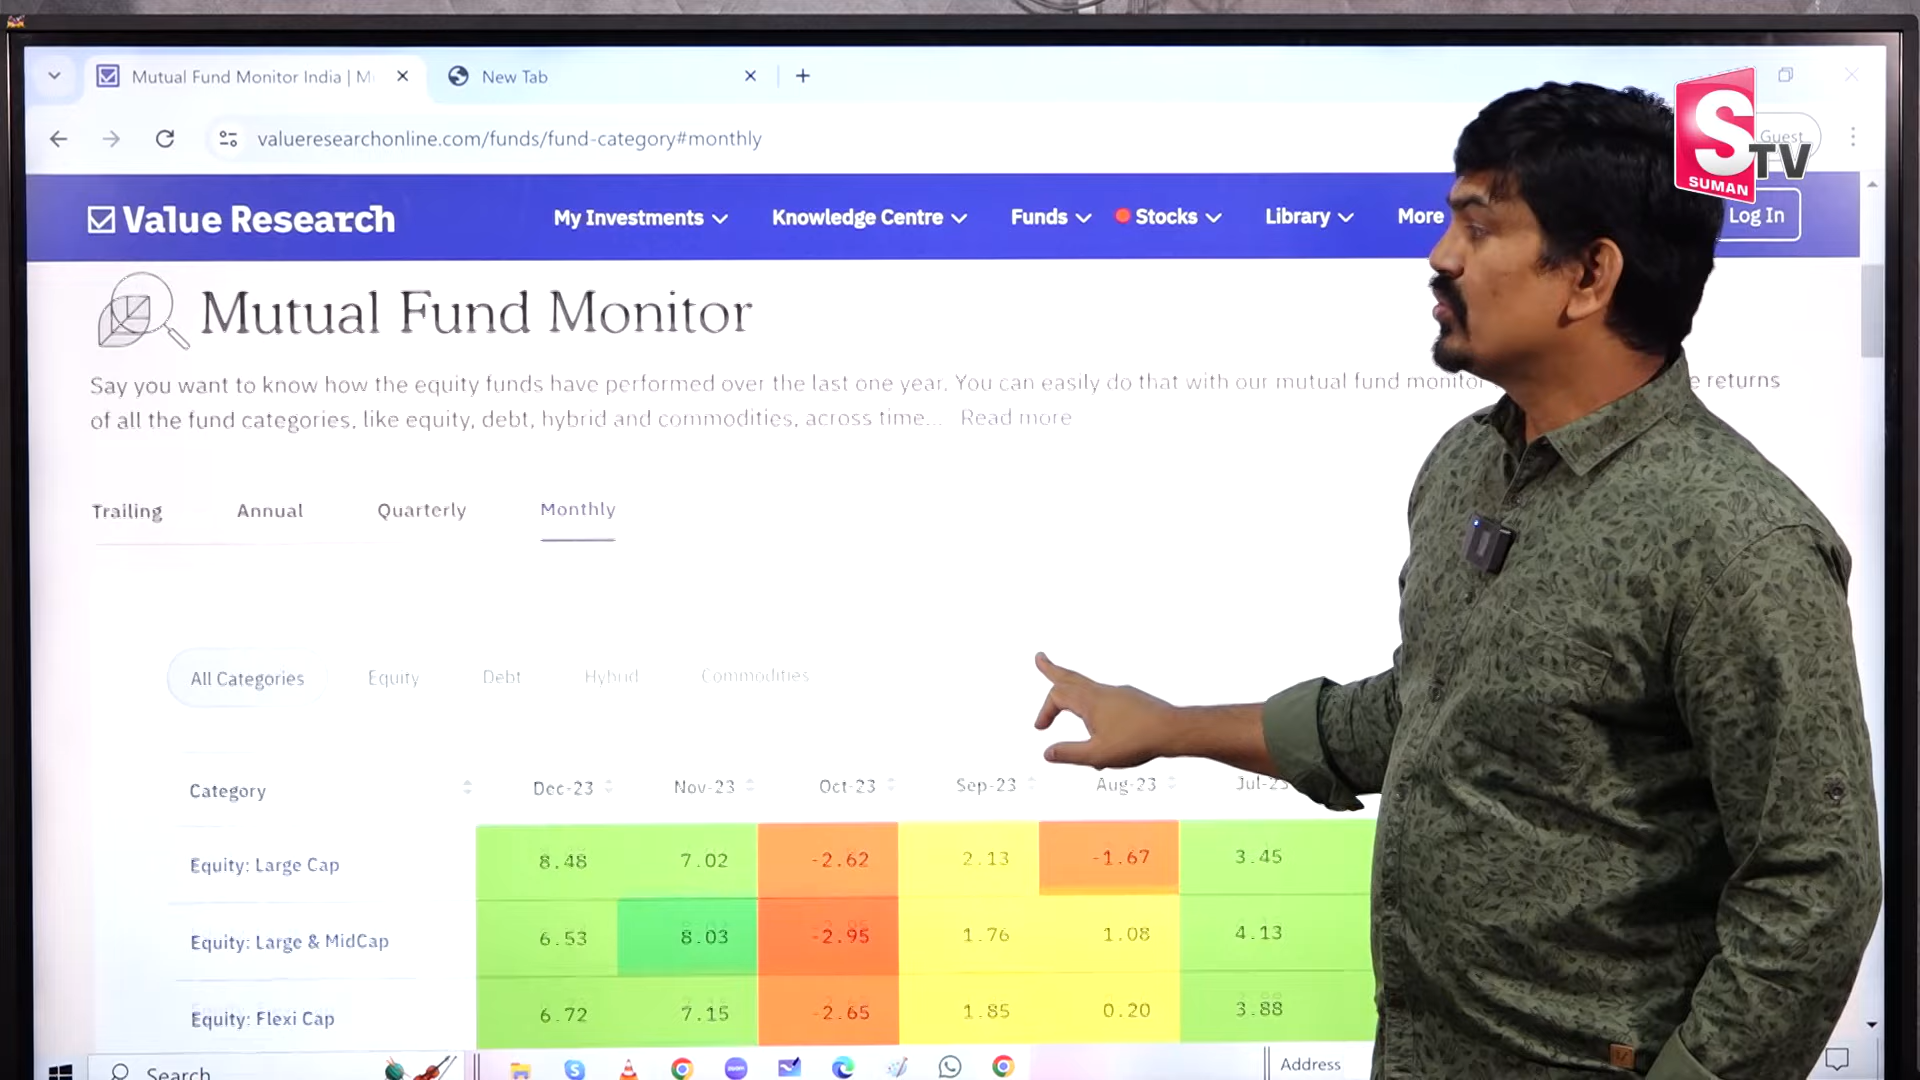 Mutual Fund Monitor India | M
New Tab
valueresearchonline.com/funds/fund-category#monthly
Guest
S TV
SUMAN
Value Research
My Investments
Knowledge Centre
Funds
Stocks
Library
More
Log In
Mutual Fund Monitor
Say you want to know how the equity funds have performed over the last one year. You can easily do that with our mutual fund monitor returns
of all the fund categories, like equity, debt, hybrid and commodities, across time... Read more
Trailing Annual Quarterly Monthly
All Categories Equity Debt Hybrid Commodities
Category Dec-23 Nov-23 Oct-23 Sep-23 Aug-23 Jul-23
Equity: Large Cap 8.48 7.02 -2.62 2.13 -1.67 3.45
Equity: Large & MidCap 6.53 8.03 -2.95 1.76 1.08 4.13
Equity: Flexi Cap 6.72 7.15 -2.65 1.85 0.20 3.88
Search
Address